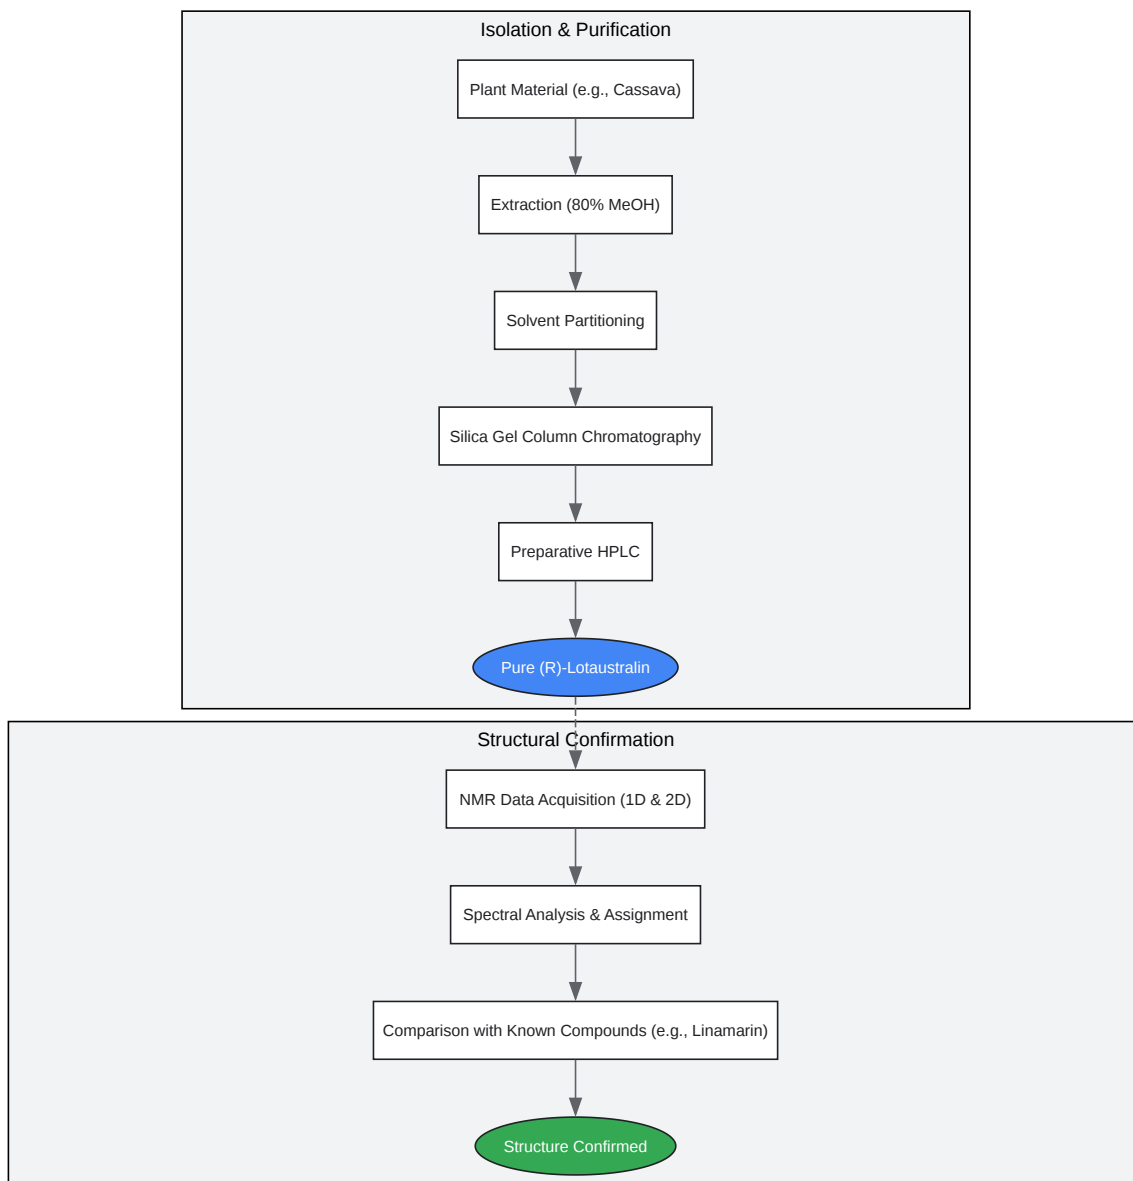 Isolation & Purification
Plant Material (e.g., Cassava)
Extraction (80% MeOH)
Solvent Partitioning
Silica Gel Column Chromatography
Preparative HPLC
Pure (R)-Lotaustralin
Structural Confirmation
NMR Data Acquisition (1D & 2D)
Spectral Analysis & Assignment
Comparison with Known Compounds (e.g., Linamarin)
Structure Confirmed